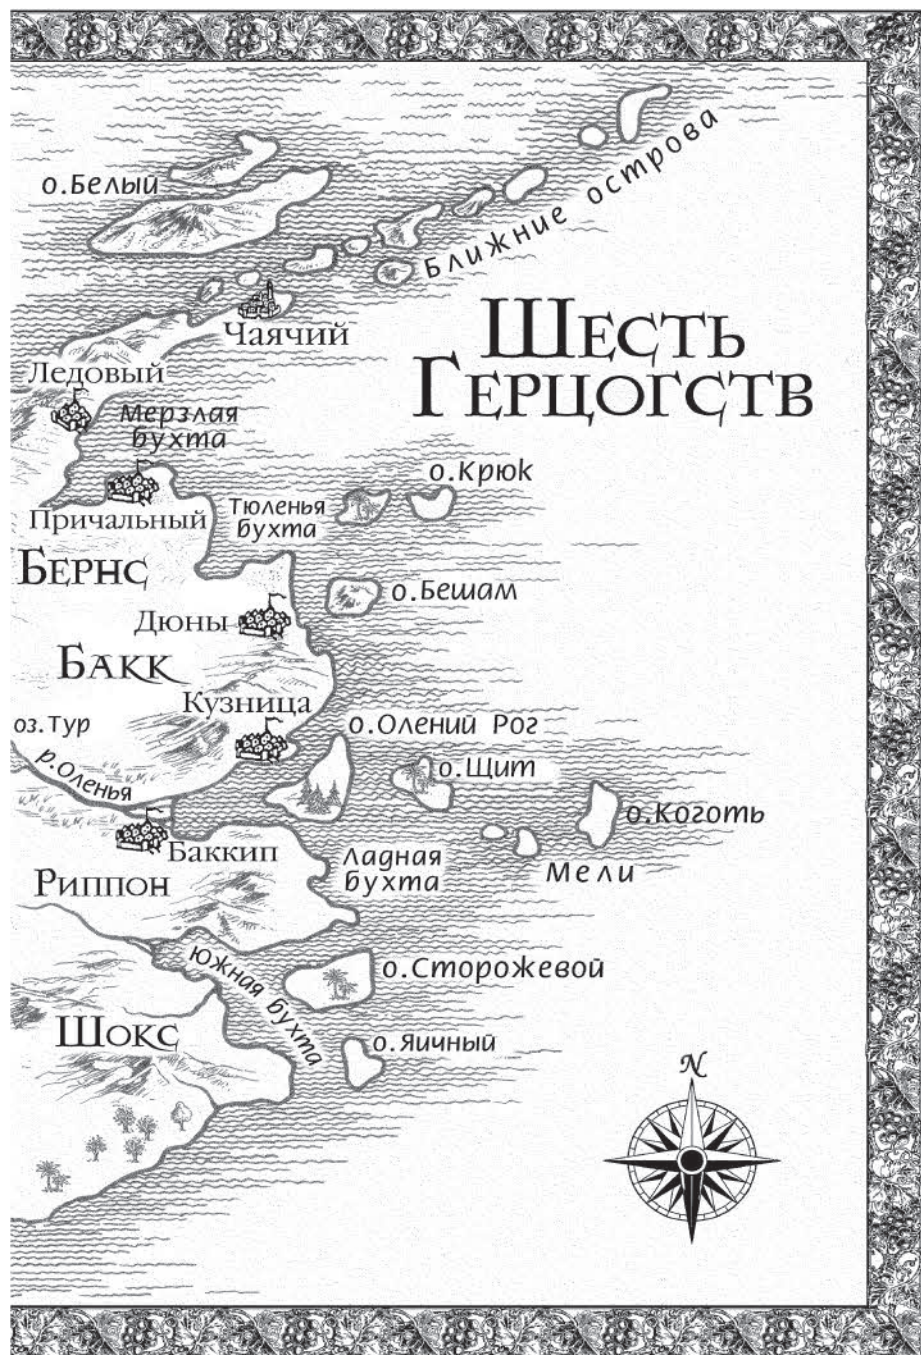 о.Белый
Ближние острова
Чаячий
Шесть
Герцогств
Ледовый
Мерзлая
бухта
о.Крюк
Причальный
Тюленья
бухта
Бернс
о.Бешам
Дюны
Бакк
Кузница
оз.Тур
о.Олений Рог
р.Оленья
о.Щит
о.Коготь
Баккип
Ладная
бухта
Мели
Риппон
Южная бухта
о.Сторожевой
Шокс
о.Яичный
N